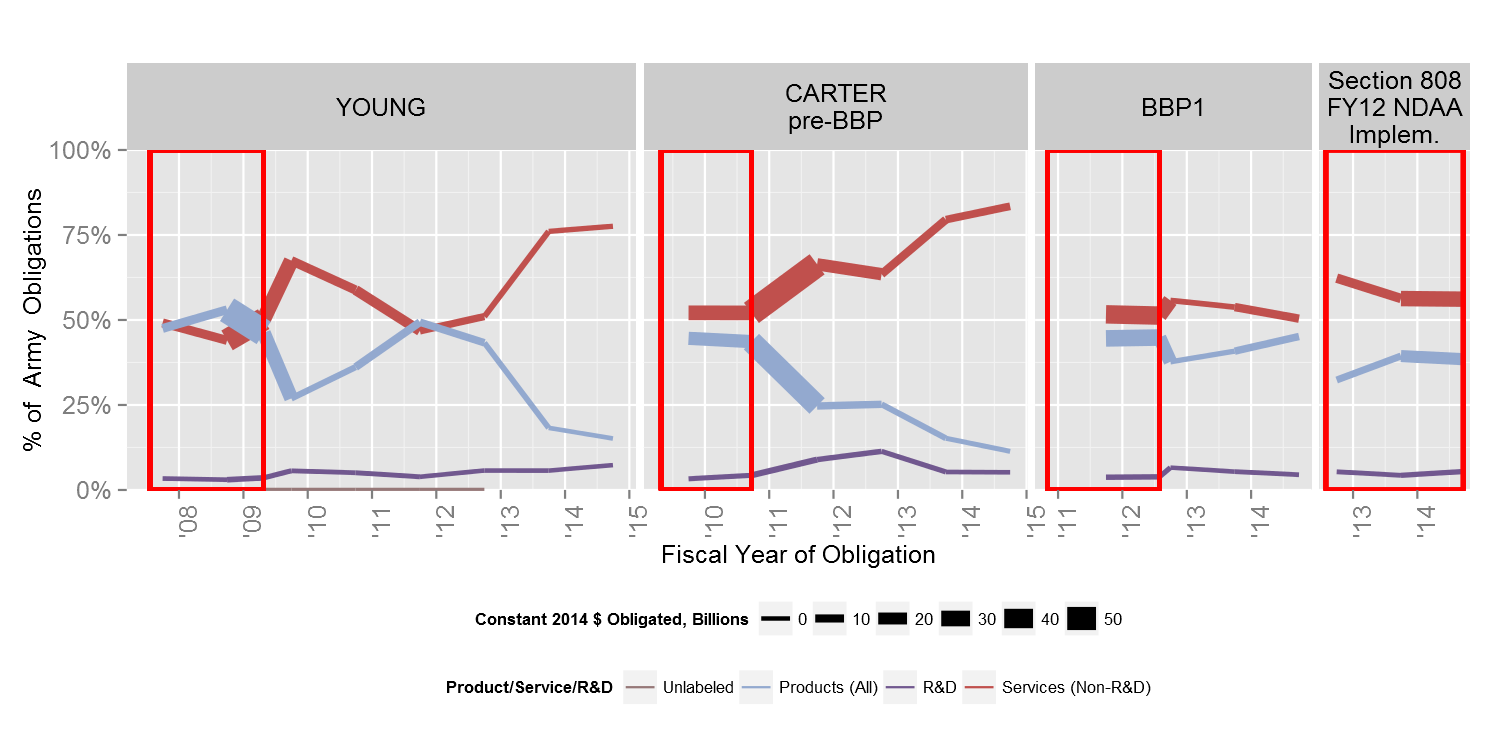 YOUNG
CARTER
pre-BBP
BBP1
Section 808
FY12 NDAA
Implem.
100%
75%
50%
25%
0%
% of Army Obligations
'08 '09 '10 '11 '12 '13 '14 '15
'10 '11 '12 '13 '14 '15
'11 '12 '13 '14
'13 '14
Fiscal Year of Obligation
Constant 2014 $ Obligated, Billions 0 10 20 30 40 50
Product/Service/R&D Unlabeled Products (All) R&D Services (Non-R&D)